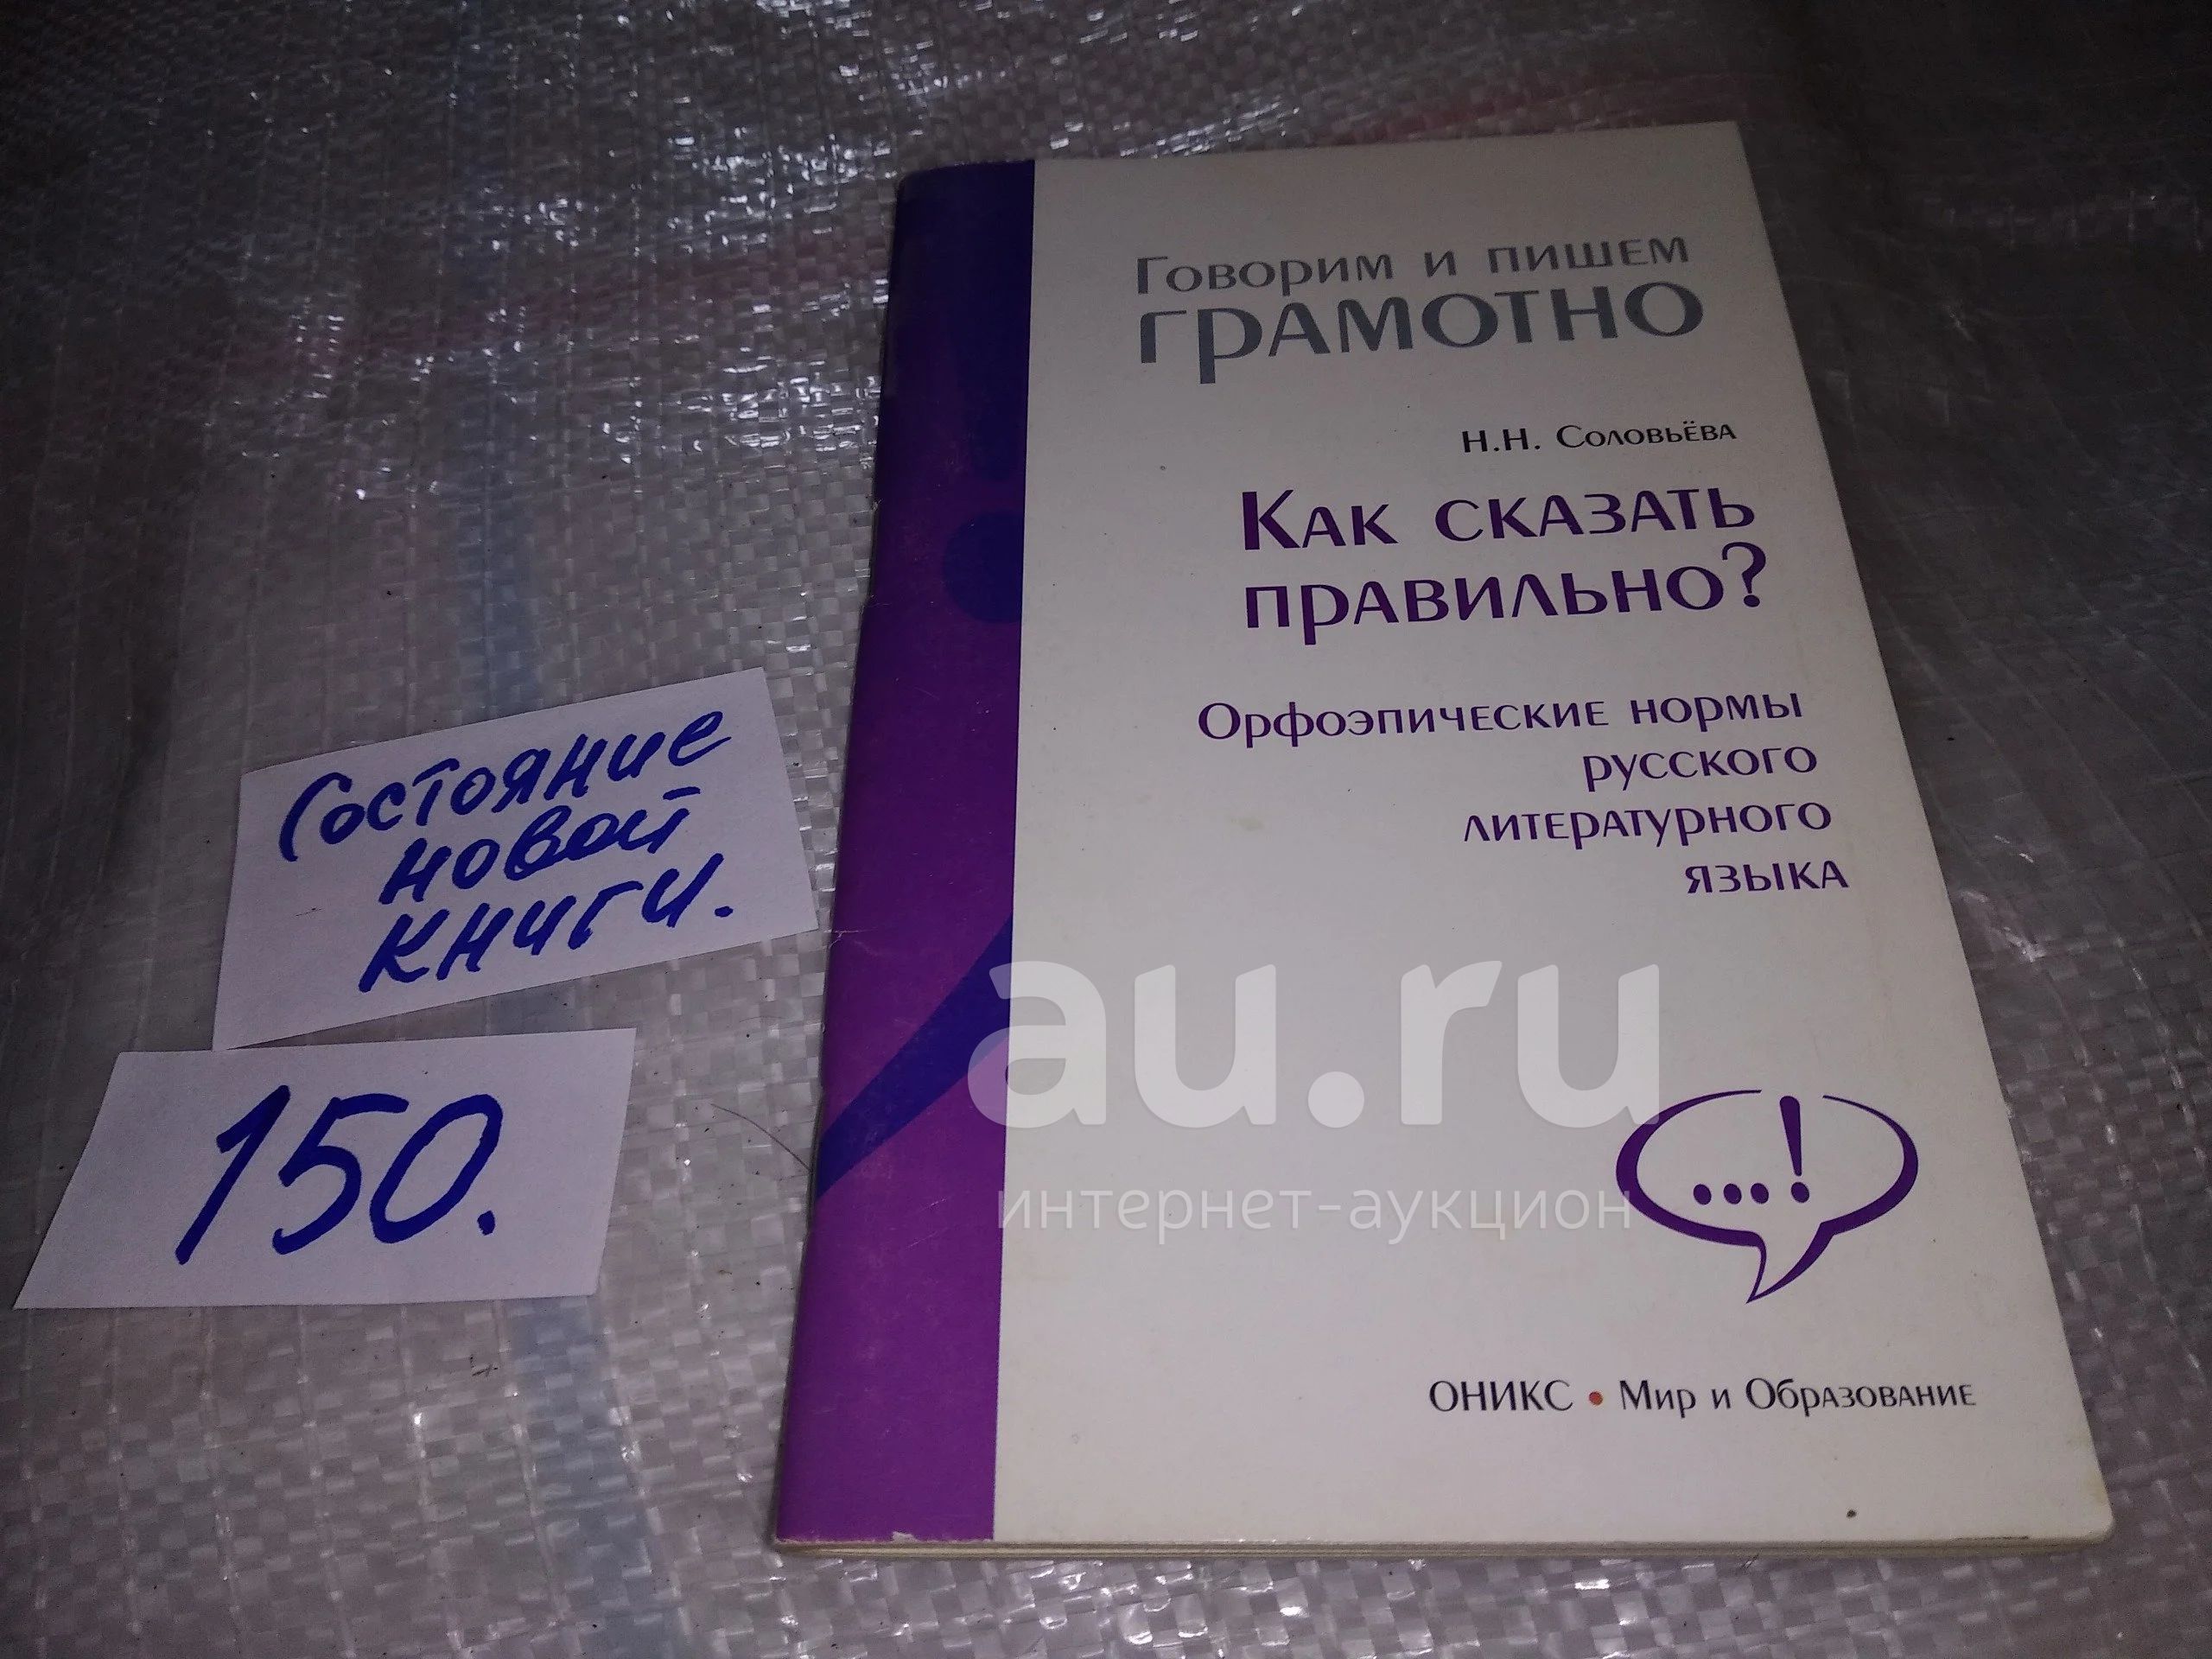 Говорим и пишем
грамотно
Н.Н. Соловьёва
Как сказать
правильно?
Орфоэпические нормы
русского
литературного
языка
...!
ОНИКС • Мир и Образование
Состояние
новой
книги.
150.
au.ru
интернет-аукцион